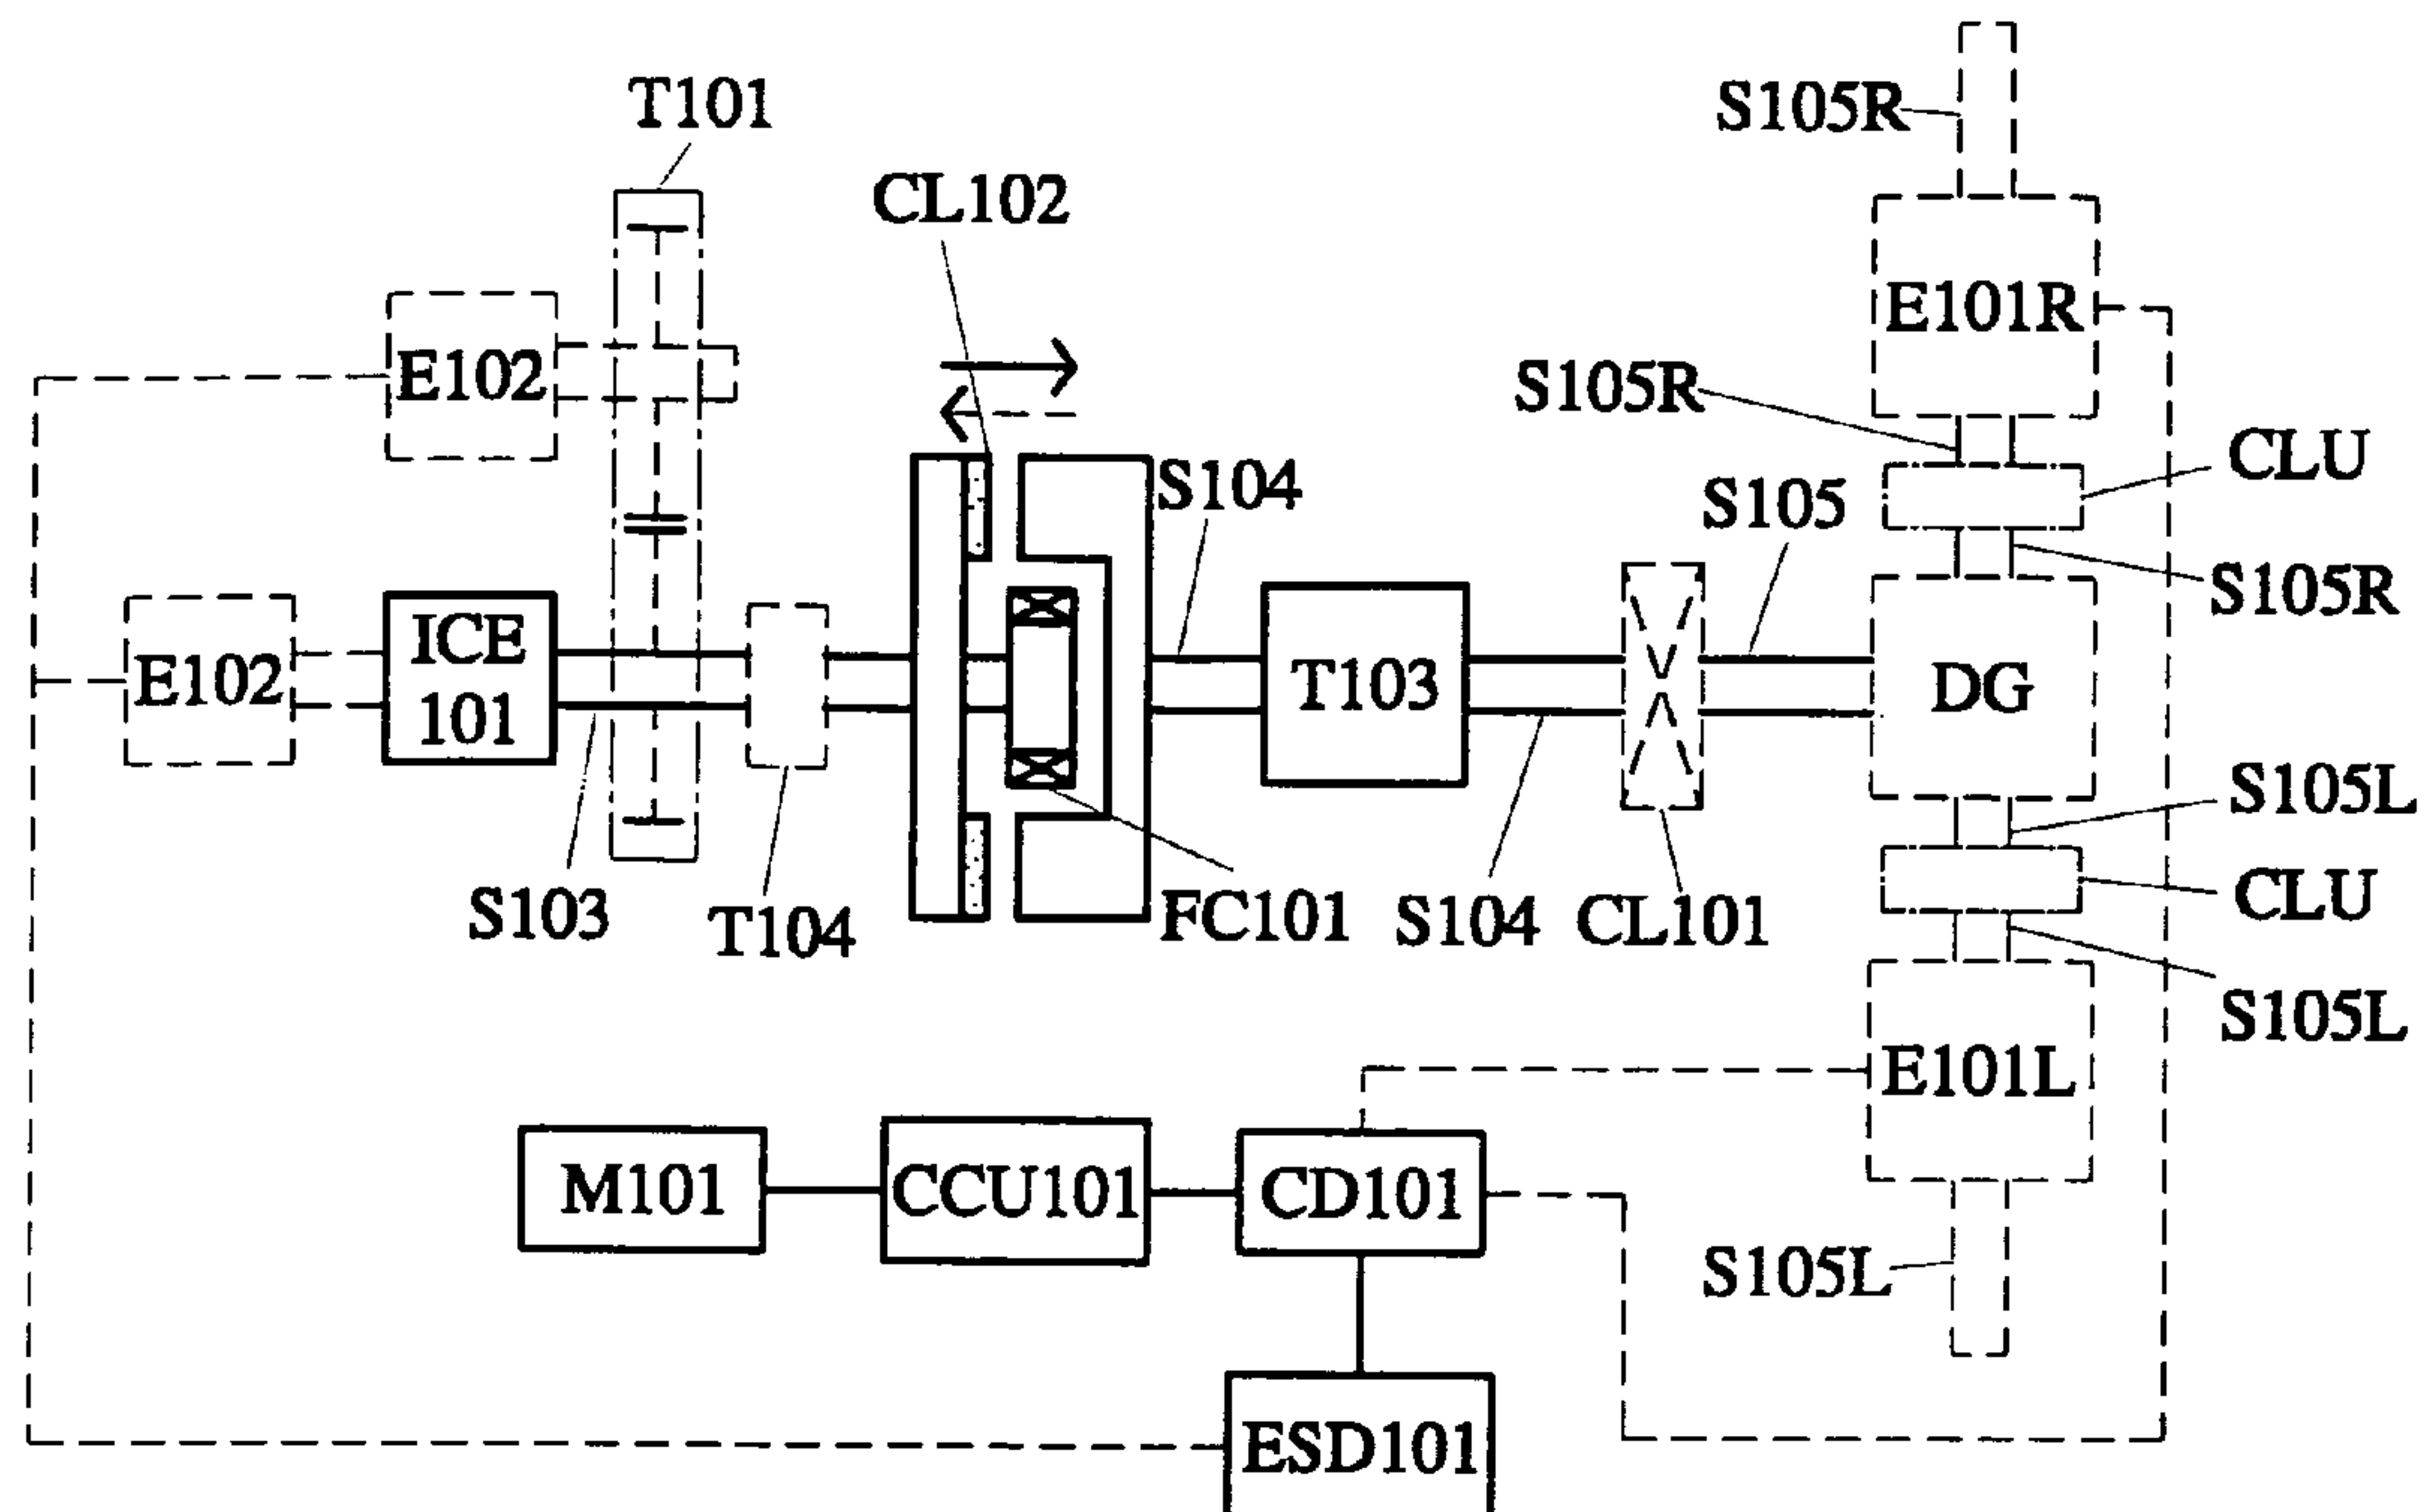 T101
S105R
CL102
E101R
E102
S105R
CLU
S104
S105
S105R
ICE
101
E102
T103
DG
S105L
S103
T104
FC101
S104
CL101
CLU
S105L
E101L
M101
CCU101
CD101
S105L
ESD101